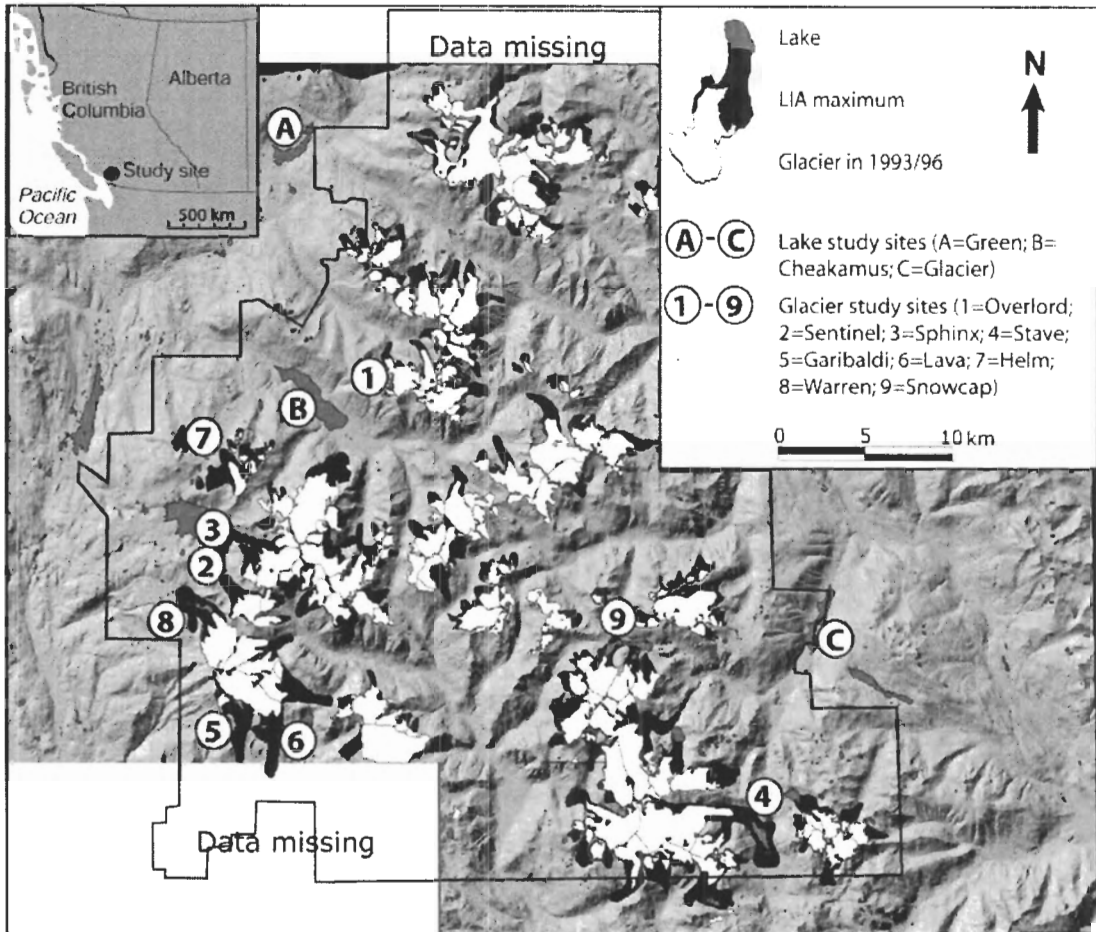 Data missing
British
Columbia
Alberta
Study site
Pacific
Ocean
500 km
Lake
LIA maximum
Glacier in 1993/96
N
A-C
Lake study sites (A=Green; B=
Cheakamus; C=Glacier)
1-9
Glacier study sites (1=Overlord;
2=Sentinel; 3=Sphinx; 4=Stave;
5=Garibaldi; 6=Lava; 7=Helm;
8=Warren; 9=Snowcap)
0 5 10 km
A
1
B
7
3
2
8
9
C
5
6
4
Data missing